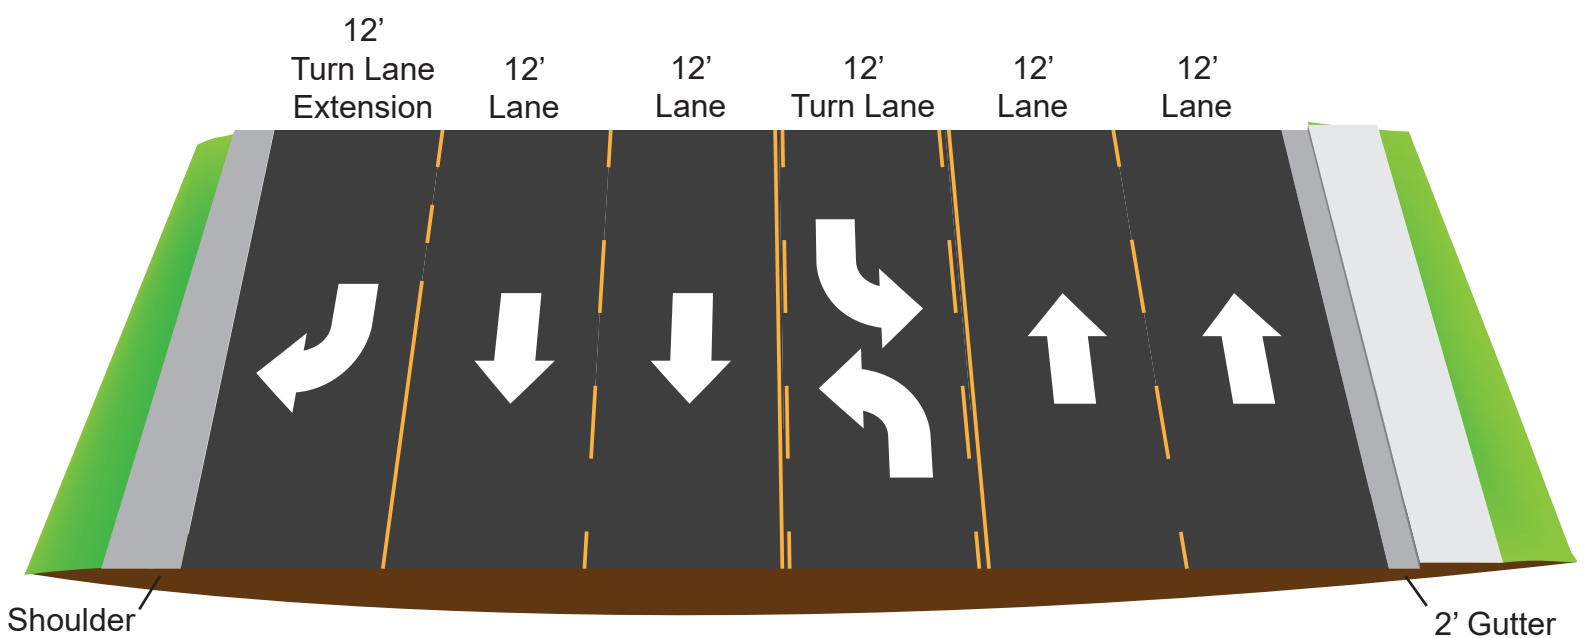 12’
Turn Lane
Extension
12’
Lane
12’
Lane
12’
Turn Lane
12’
Lane
12’
Lane
Shoulder
2’ Gutter